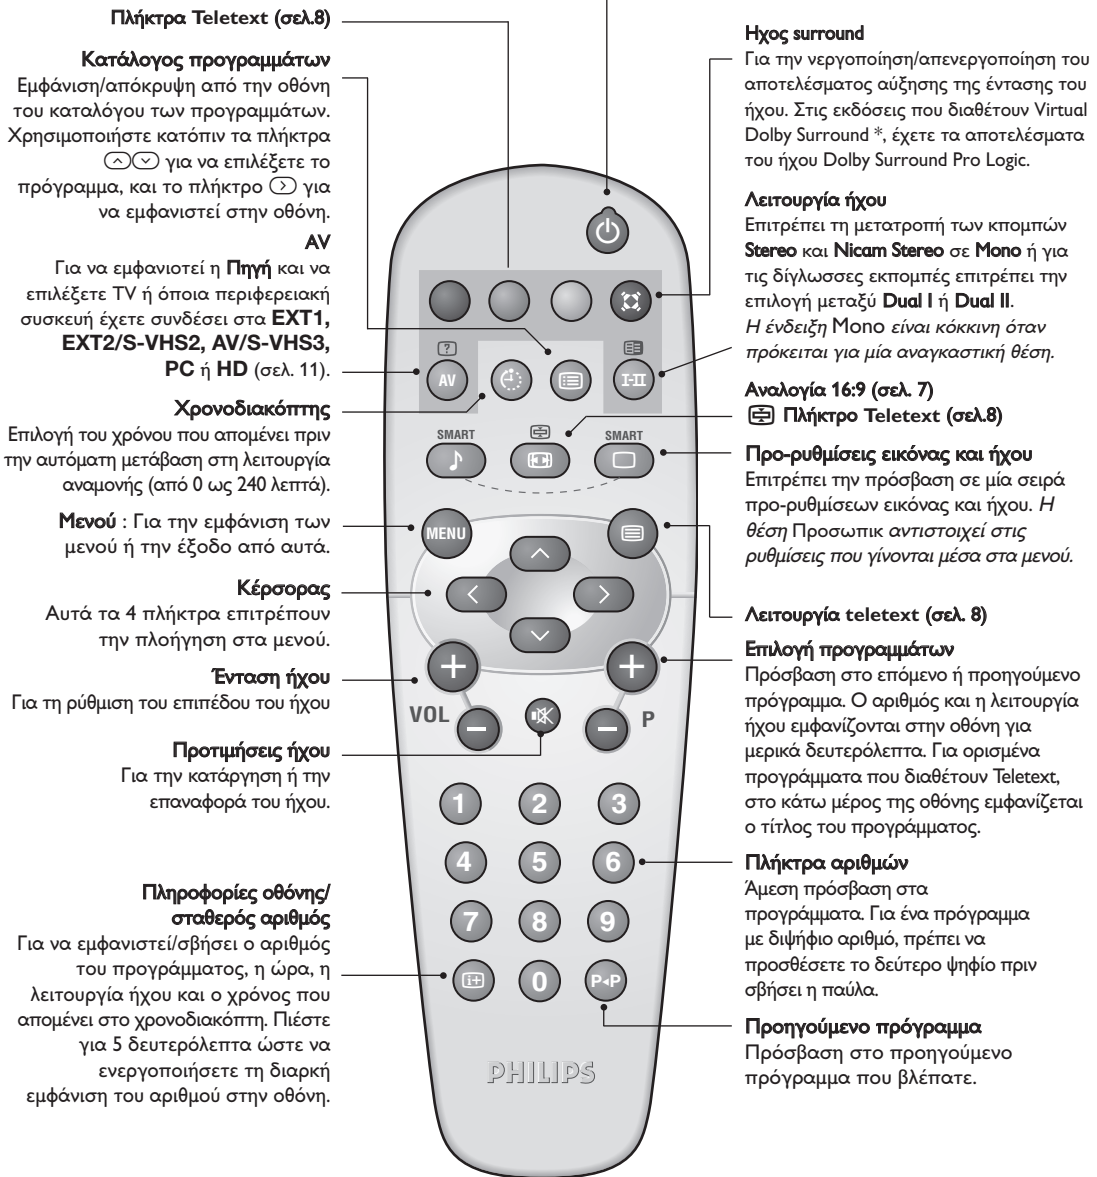 Πλήκτρα Teletext (σελ.8)
Κατάλογος προγραμμάτων
Εμφάνιση/απόκρυψη από την οθόνη
του καταλόγου των προγραμμάτων.
Χρησιμοποιήστε κατόπιν τα πλήκτρα
για να επιλέξετε το
πρόγραμμα, και το πλήκτρο για
να εμφανιστεί στην οθόνη.
AV
Για να εμφανιοτεί η Πηγή και να
επιλέξετε TV ή όποια περιφερειακή
συσκευή έχετε συνδέσει στα EXT1,
EXT2/S-VHS2, AV/S-VHS3,
PC ή HD (σελ. 11).
Χρονοδιακόπτης
Επιλογή του χρόνου που απομένει πριν
την αυτόματη μετάβαση στη λειτουργία
αναμονής (από 0 ως 240 λεπτά).
Μενού : Για την εμφάνιση των
μενού ή την έξοδο από αυτά.
Κέρσορας
Αυτά τα 4 πλήκτρα επιτρέπουν
την πλοήγηση στα μενού.
Ένταση ήχου
Για τη ρύθμιση του επιπέδου του ήχου
Προτιμήσεις ήχου
Για την κατάργηση ή την
επαναφορά του ήχου.
Πληροφορίες οθόνης/
σταθερός αριθμός
Για να εμφανιστεί/σβήσει ο αριθμός
του προγράμματος, η ώρα, η
λειτουργία ήχου και ο χρόνος που
απομένει στο χρονοδιακόπτη. Πιέστε
για 5 δευτερόλεπτα ώστε να
ενεργοποιήσετε τη διαρκή
εμφάνιση του αριθμού στην οθόνη.
?
AV
I-II
SMART
SMART
MENU
VOL
P
1 2 3
4 5 6
7 8 9
i+ 0 P◂P
PHILIPS
Ηχος surround
Για την νεργοποίηση/απενεργοποίηση του
αποτελέσματος αύξησης της έντασης του
ήχου. Στις εκδόσεις που διαθέτουν Virtual
Dolby Surround *, έχετε τα αποτελέσματα
του ήχου Dolby Surround Pro Logic.
Λειτουργία ήχου
Επιτρέπει τη μετατροπή των κπομπών
Stereo και Nicam Stereo σε Mono ή για
τις δίγλωσσες εκπομπές επιτρέπει την
επιλογή μεταξύ Dual I ή Dual II.
Η ένδειξη Mono είναι κόκκινη όταν
πρόκειται για μία αναγκαστική θέση.
Αναλογία 16:9 (σελ. 7)
Πλήκτρο Teletext (σελ.8)
Προ-ρυθμίσεις εικόνας και ήχου
Επιτρέπει την πρόσβαση σε μία σειρά
προ-ρυθμίσεων εικόνας και ήχου. Η
θέση Προσωπικ αντιστοιχεί στις
ρυθμίσεις που γίνονται μέσα στα μενού.
Λειτουργία teletext (σελ. 8)
Επιλογή προγραμμάτων
Πρόσβαση στο επόμενο ή προηγούμενο
πρόγραμμα. Ο αριθμός και η λειτουργία
ήχου εμφανίζονται στην οθόνη για
μερικά δευτερόλεπτα. Για ορισμένα
προγράμματα που διαθέτουν Teletext,
στο κάτω μέρος της οθόνης εμφανίζεται
ο τίτλος του προγράμματος.
Πλήκτρα αριθμών
Άμεση πρόσβαση στα
προγράμματα. Για ένα πρόγραμμα
με διψήφιο αριθμό, πρέπει να
προσθέσετε το δεύτερο ψηφίο πριν
σβήσει η παύλα.
Προηγούμενο πρόγραμμα
Πρόσβαση στο προηγούμενο
πρόγραμμα που βλέπατε.